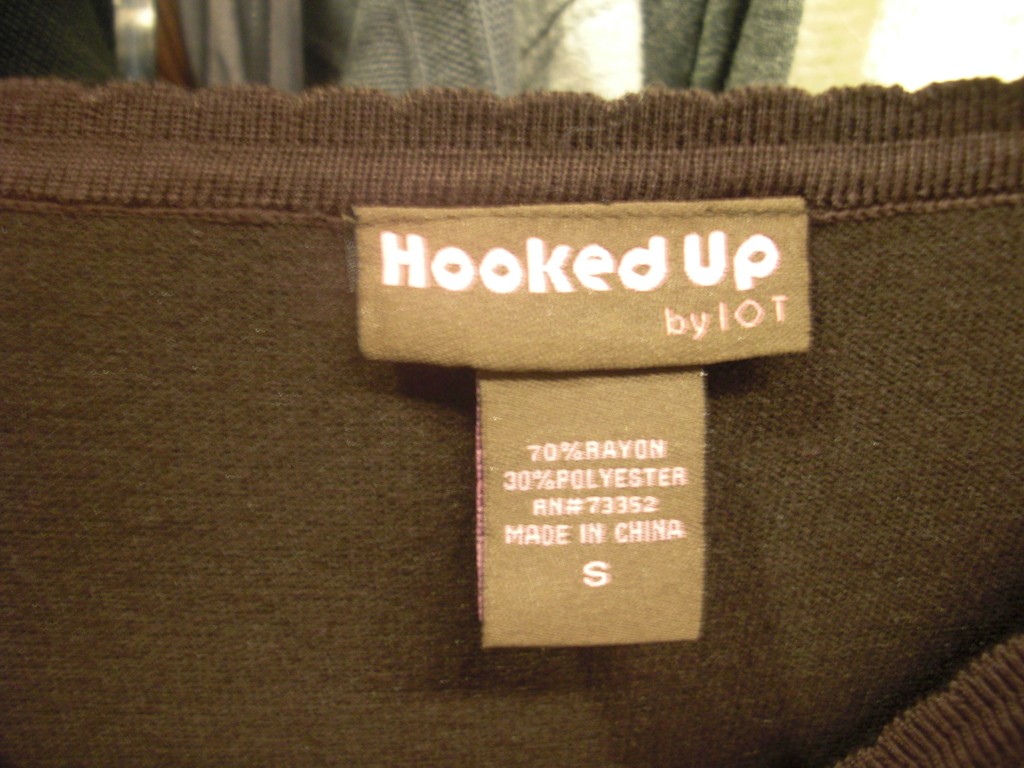 Hooked Up
by IOT
70%RAYON
30%POLYESTER
RN#73352
MADE IN CHINA
S